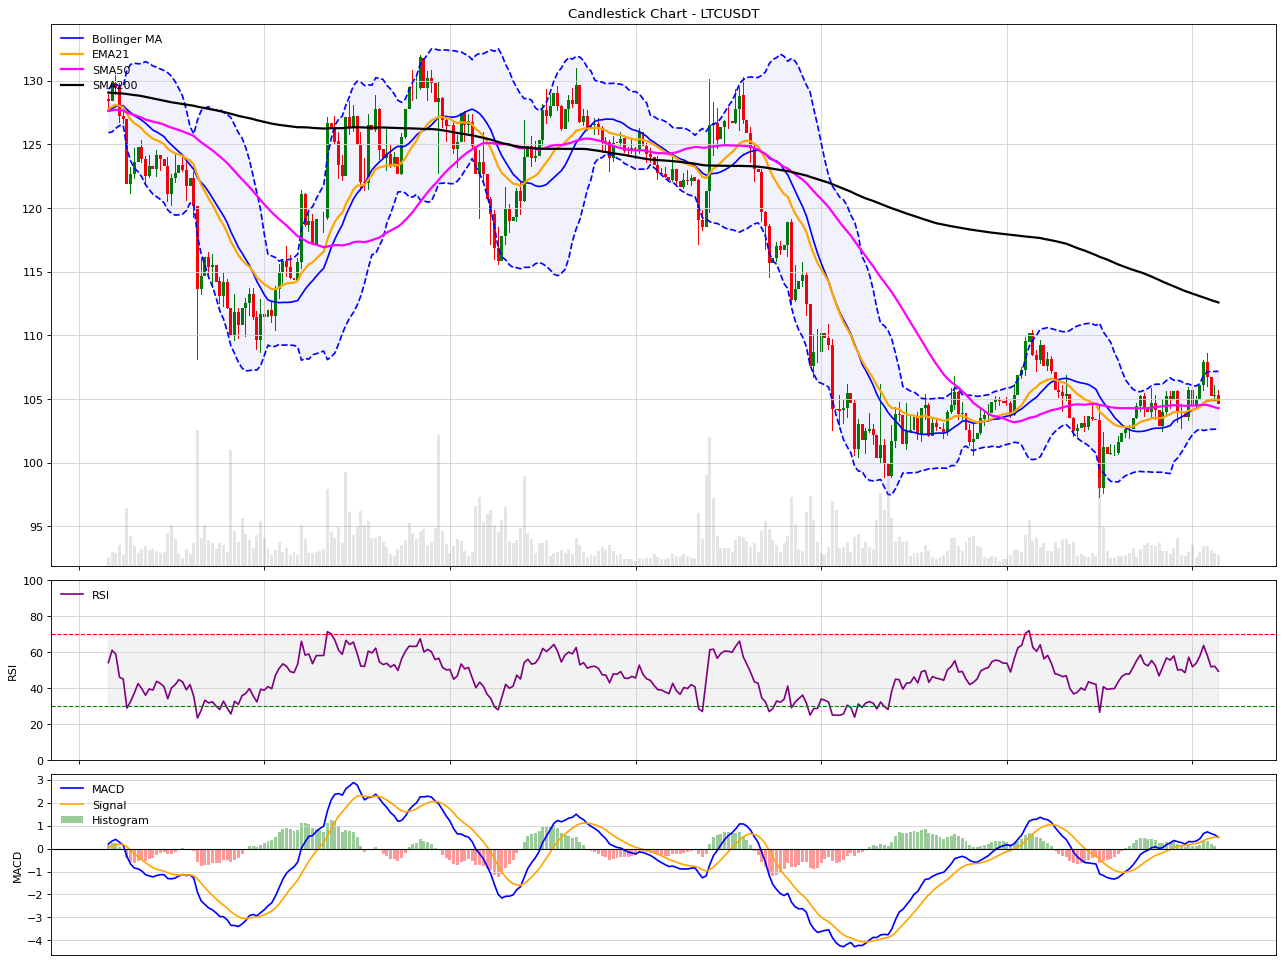 Candlestick Chart - LTCUSDT
Bollinger MA
EMA21
SMA50
SMA200
130
125
120
115
110
105
100
95
100
80
60
40
20
0
RSI
RSI
3
2
1
0
−1
−2
−3
−4
MACD
MACD
Signal
Histogram